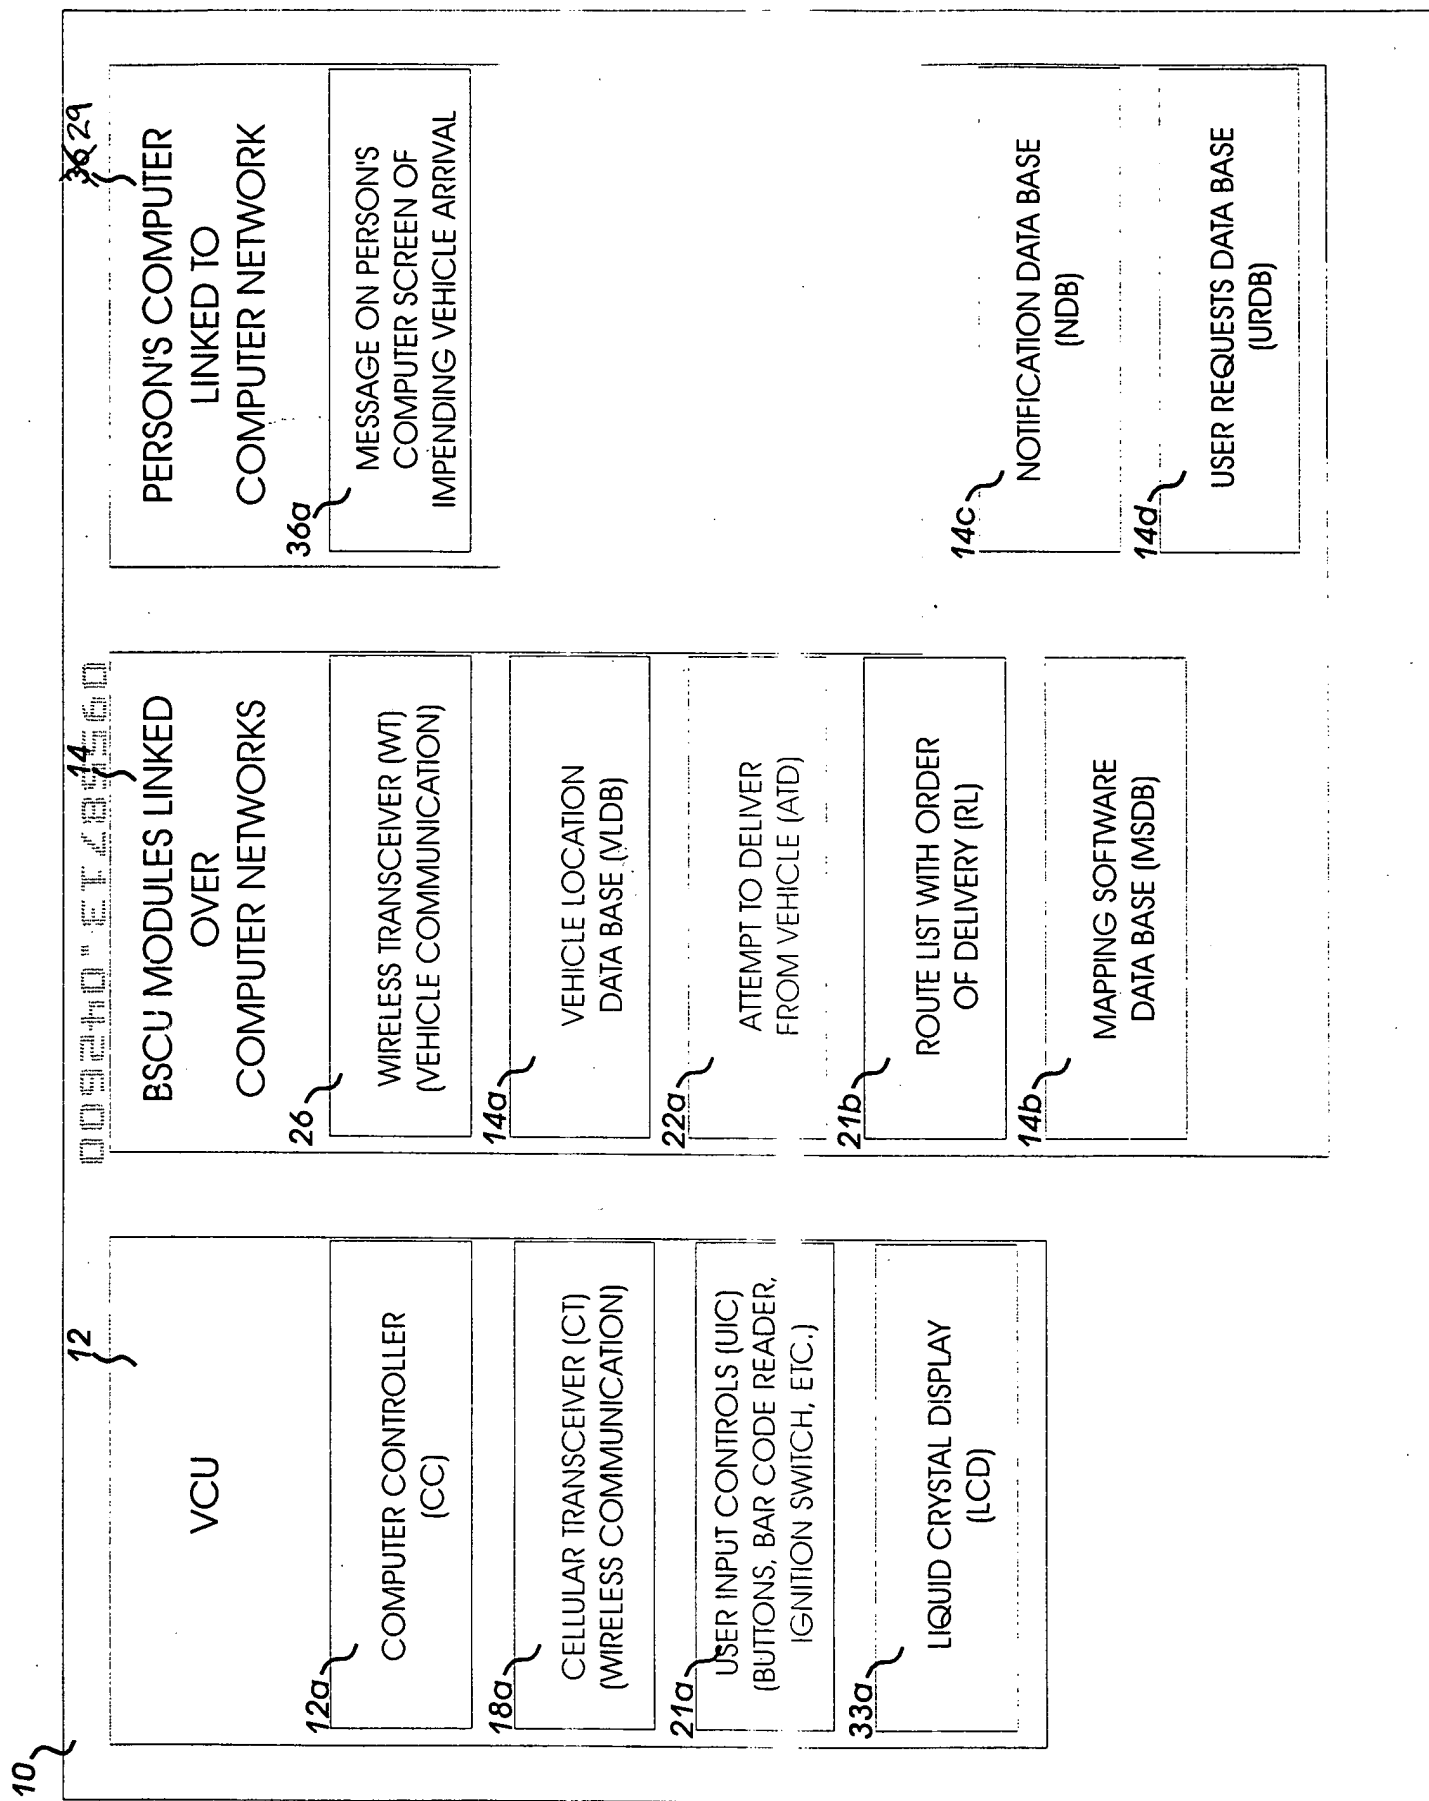 10
12
VCU
12a
COMPUTER CONTROLLER
(CC)
18a
CELLULAR TRANSCEIVER (CT)
(WIRELESS COMMUNICATION)
21a
USER INPUT CONTROLS (UIC)
(BUTTONS, BAR CODE READER,
IGNITION SWITCH, ETC.)
33a
LIQUID CRYSTAL DISPLAY
(LCD)
14
BSCU MODULES LINKED
OVER
COMPUTER NETWORKS
26
WIRELESS TRANSCEIVER (WT)
(VEHICLE COMMUNICATION)
14a
VEHICLE LOCATION
DATA BASE (VLDB)
22a
ATTEMPT TO DELIVER
FROM VEHICLE (ATD)
21b
ROUTE LIST WITH ORDER
OF DELIVERY (RL)
14b
MAPPING SOFTWARE
DATA BASE (MSDB)
36 29
PERSON'S COMPUTER
LINKED TO
COMPUTER NETWORK
36a
MESSAGE ON PERSON'S
COMPUTER SCREEN OF
IMPENDING VEHICLE ARRIVAL
14c
NOTIFICATION DATA BASE
(NDB)
14d
USER REQUESTS DATA BASE
(URDB)